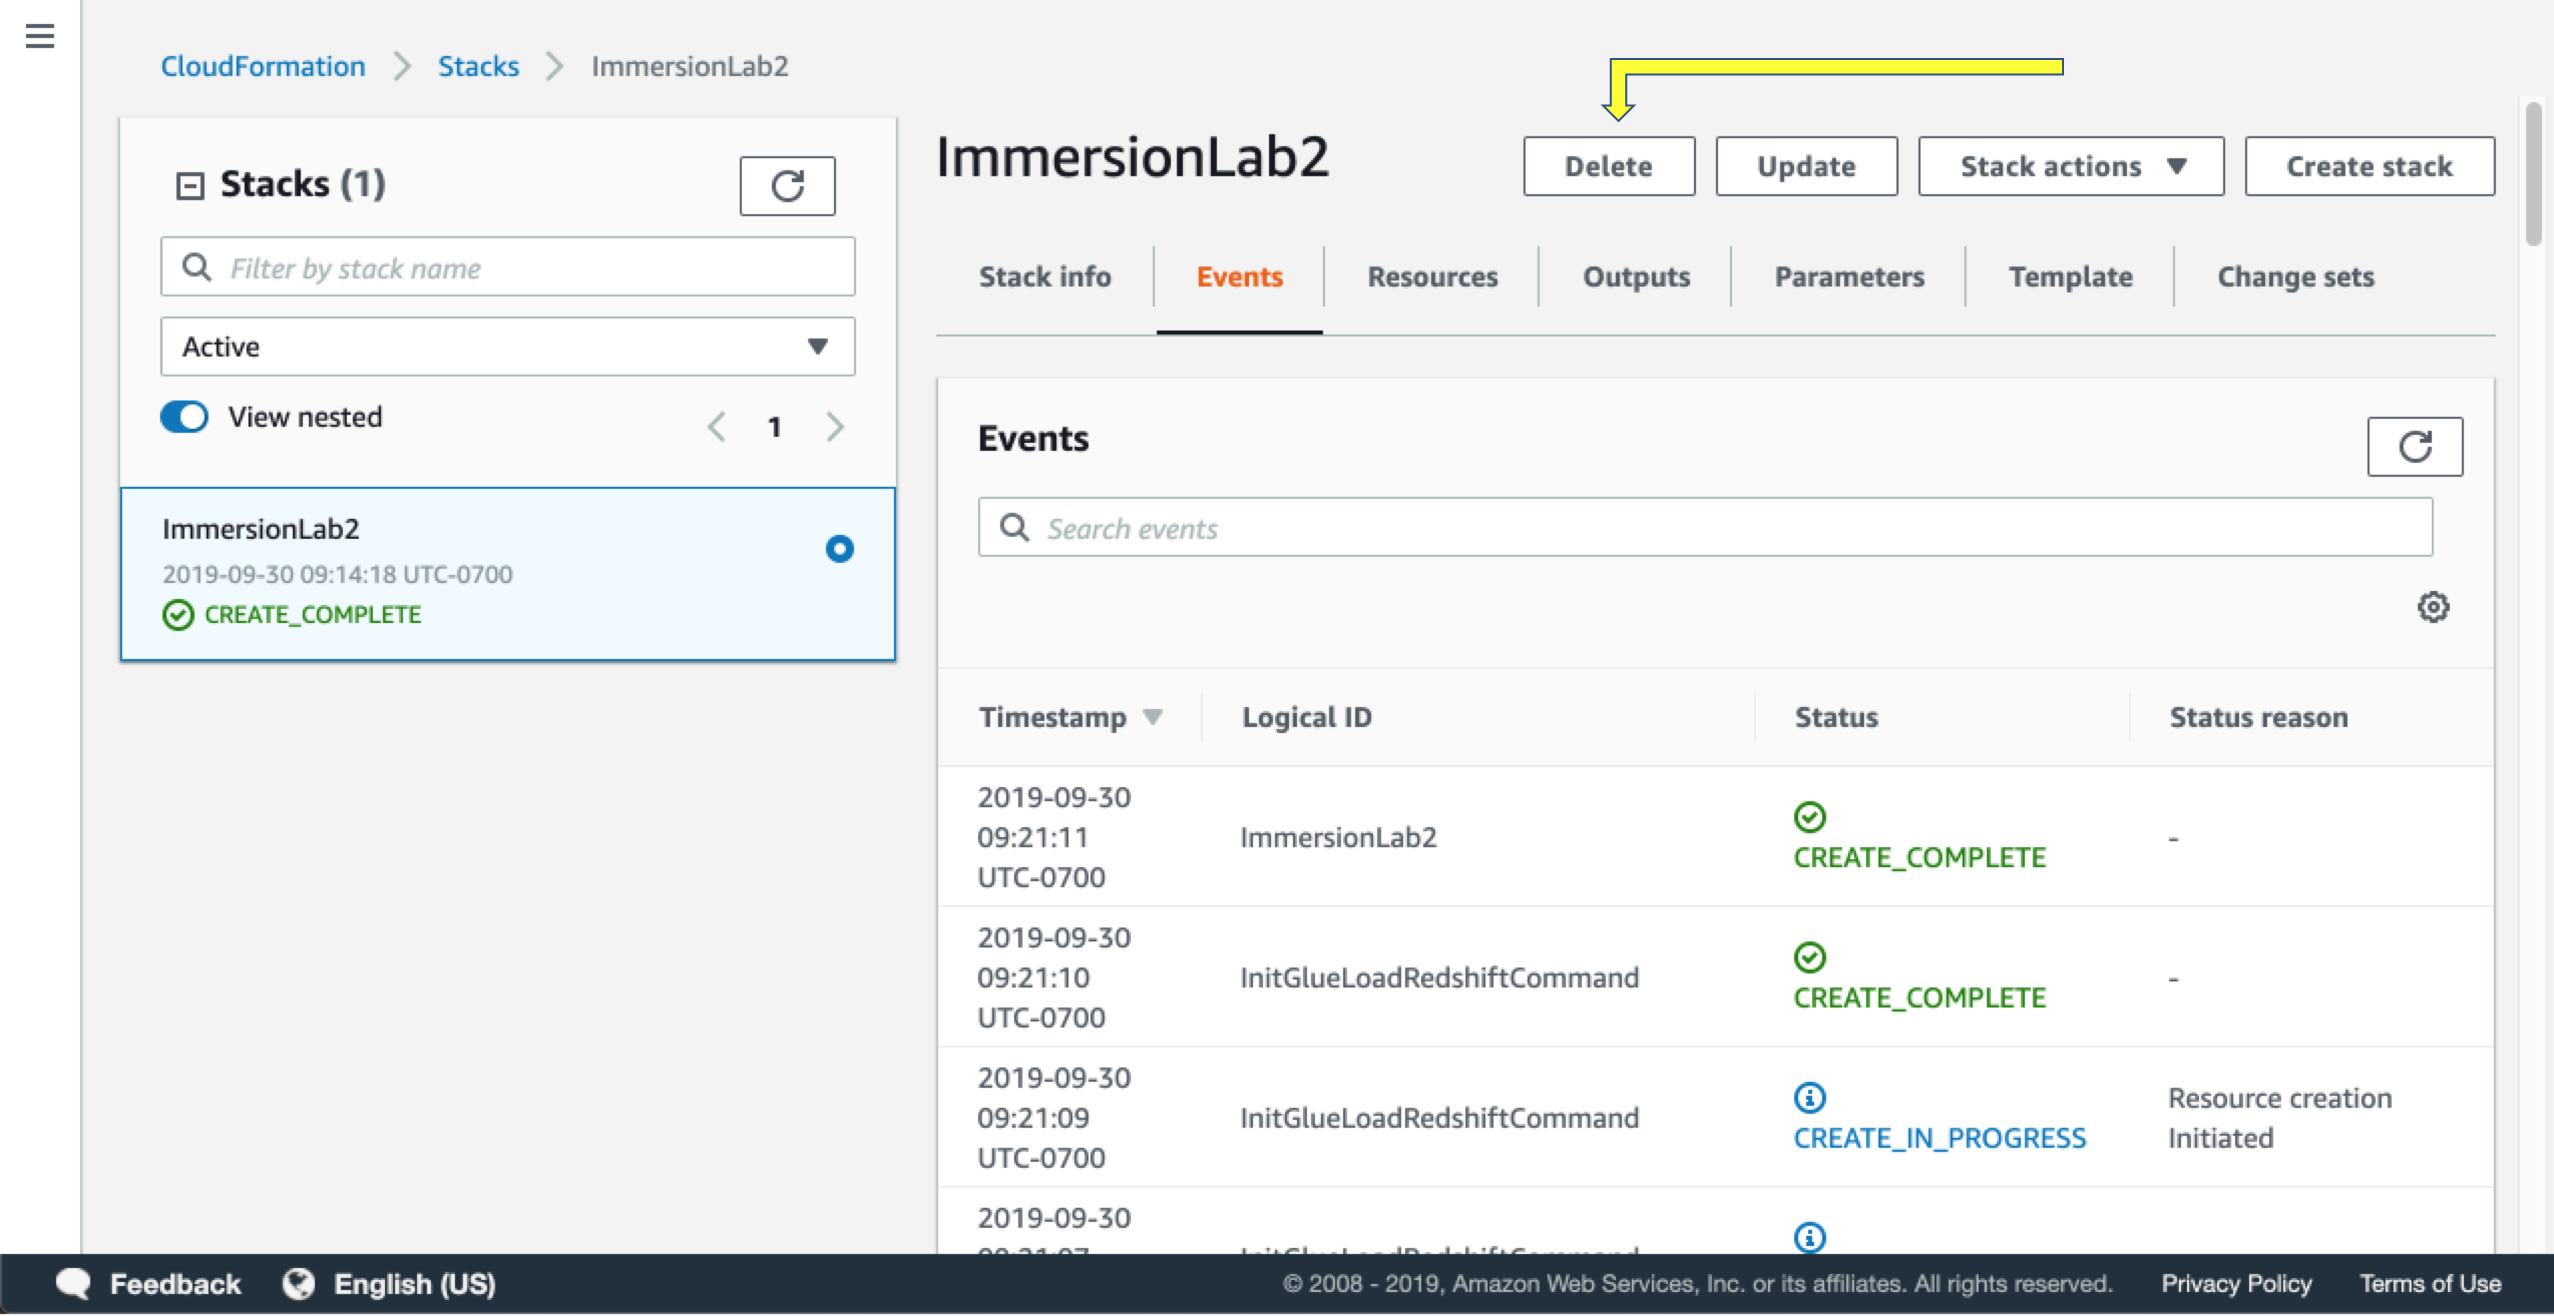 CloudFormation > Stacks > ImmersionLab2
Stacks (1)
Filter by stack name
Active
View nested
1
ImmersionLab2
2019-09-30 09:14:18 UTC-0700
CREATE_COMPLETE
ImmersionLab2
Delete
Update
Stack actions
Create stack
Stack info
Events
Resources
Outputs
Parameters
Template
Change sets
Events
Search events
Timestamp
Logical ID
Status
Status reason
2019-09-30
09:21:11
UTC-0700
ImmersionLab2
CREATE_COMPLETE
-
2019-09-30
09:21:10
UTC-0700
InitGlueLoadRedshiftCommand
CREATE_COMPLETE
-
2019-09-30
09:21:09
UTC-0700
InitGlueLoadRedshiftCommand
CREATE_IN_PROGRESS
Resource creation
Initiated
2019-09-30
Feedback
English (US)
© 2008 - 2019, Amazon Web Services, Inc. or its affiliates. All rights reserved.
Privacy Policy
Terms of Use